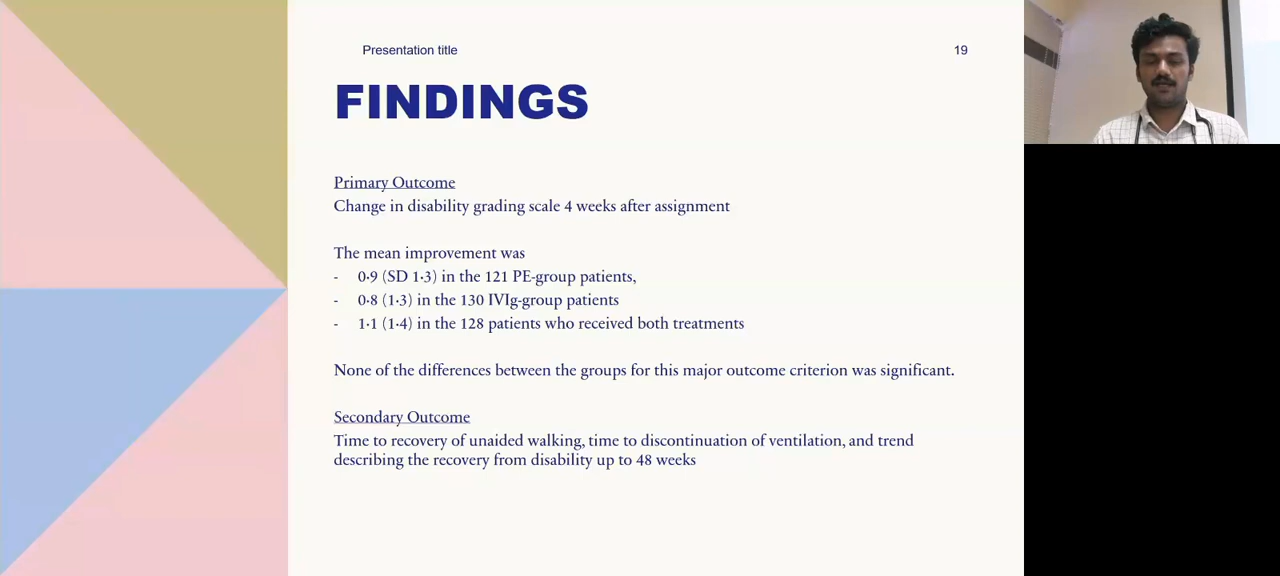 Presentation title
19
FINDINGS
Primary Outcome
Change in disability grading scale 4 weeks after assignment
The mean improvement was
- 0·9 (SD 1·3) in the 121 PE-group patients,
- 0·8 (1·3) in the 130 IVIg-group patients
- 1·1 (1·4) in the 128 patients who received both treatments
None of the differences between the groups for this major outcome criterion was significant.
Secondary Outcome
Time to recovery of unaided walking, time to discontinuation of ventilation, and trend
describing the recovery from disability up to 48 weeks